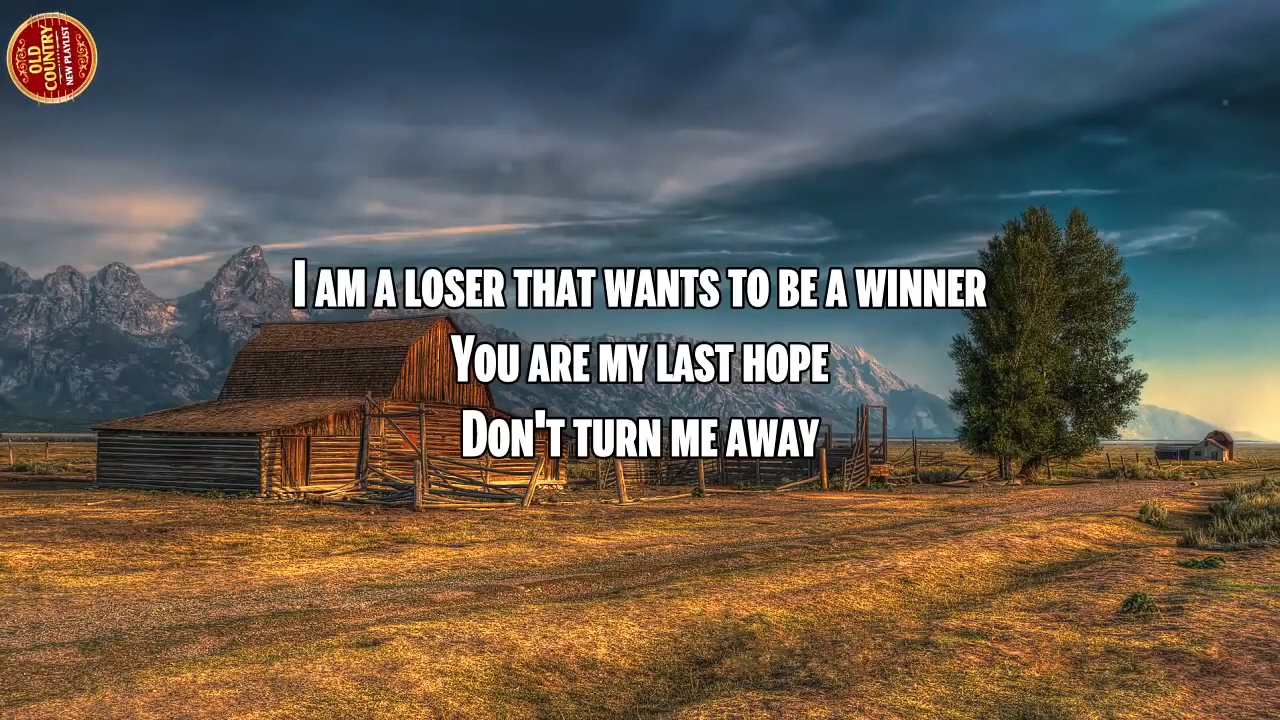 OLD
COUNTRY
NEW PLAYLIST
I AM A LOSER THAT WANTS TO BE A WINNER
YOU ARE MY LAST HOPE
DON'T TURN ME AWAY